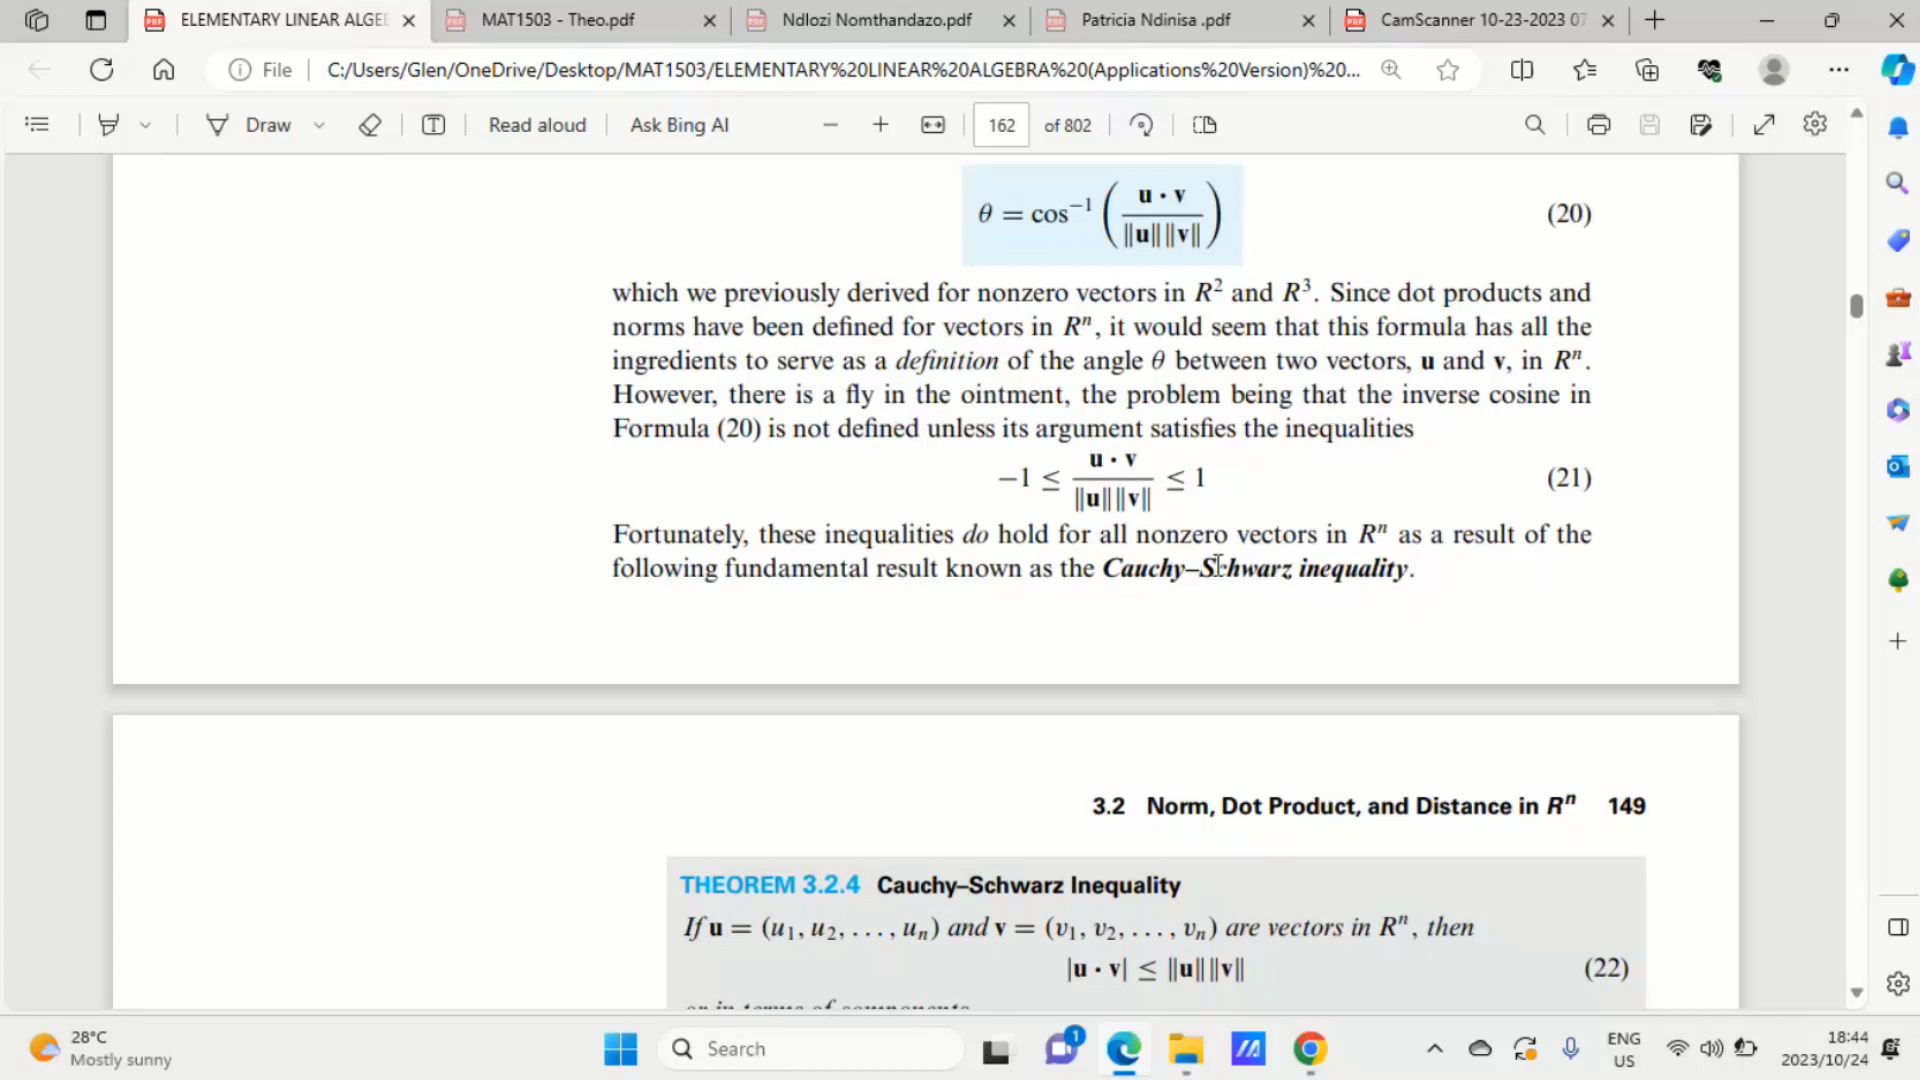 ELEMENTARY LINEAR ALGEB
MAT1503 - Theo.pdf
Ndlozi Nomthandazo.pdf
Patricia Ndinisa .pdf
CamScanner 10-23-2023 07
File
C:/Users/Glen/OneDrive/Desktop/MAT1503/ELEMENTARY%20LINEAR%20ALGEBRA%20(Applications%20Version)%20...
Draw
Read aloud
Ask Bing AI
162 of 802
θ = cos⁻¹ ( u · v / ‖u‖‖v‖ ) (20)
which we previously derived for nonzero vectors in R² and R³. Since dot products and
norms have been defined for vectors in Rⁿ, it would seem that this formula has all the
ingredients to serve as a definition of the angle θ between two vectors, u and v, in Rⁿ.
However, there is a fly in the ointment, the problem being that the inverse cosine in
Formula (20) is not defined unless its argument satisfies the inequalities
−1 ≤ u · v / ‖u‖‖v‖ ≤ 1 (21)
Fortunately, these inequalities do hold for all nonzero vectors in Rⁿ as a result of the
following fundamental result known as the Cauchy–Schwarz inequality.
3.2 Norm, Dot Product, and Distance in Rⁿ 149
THEOREM 3.2.4 Cauchy–Schwarz Inequality
If u = (u₁, u₂, . . . , uₙ) and v = (v₁, v₂, . . . , vₙ) are vectors in Rⁿ, then
|u · v| ≤ ‖u‖‖v‖ (22)
or in terms of components
28°C
Mostly sunny
Search
1
ENG
US
18:44
2023/10/24